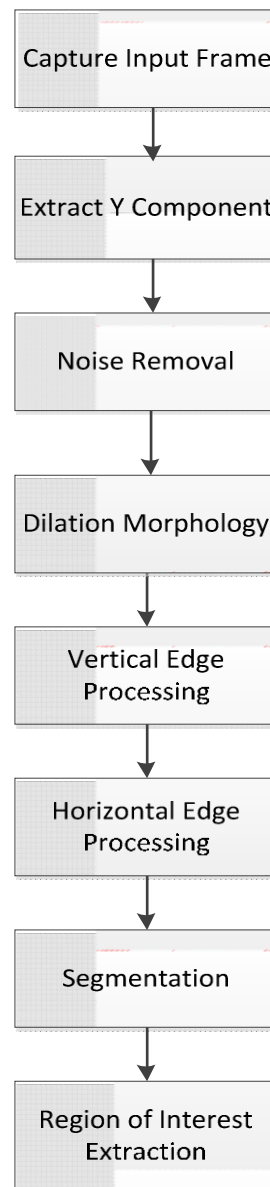 Capture Input Frame
Extract Y Component
Noise Removal
Dilation Morphology
Vertical Edge
Processing
Horizontal Edge
Processing
Segmentation
Region of Interest
Extraction